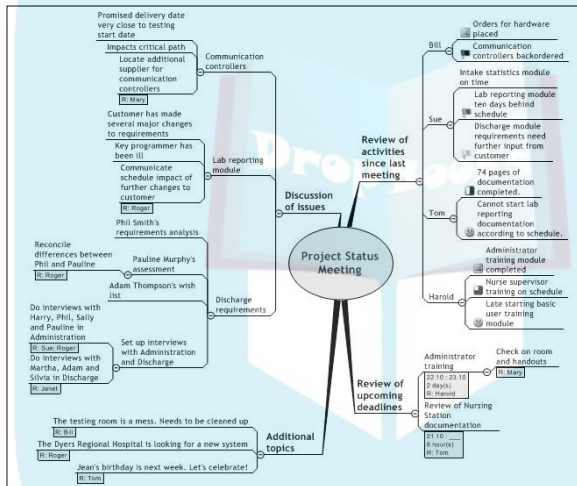 Project Status
Meeting
Review of
activities
since last
meeting
Bill
Orders for hardware
placed
Communication
controllers backordered
Sue
Intake statistics module
on time
Lab reporting module
ten days behind
schedule
Discharge module
requirements need
further input from
customer
Tom
74 pages of
documentation
completed.
Cannot start lab
reporting
documentation
according to schedule.
Harold
Administrator
training module
completed
Nurse supervisor
training on schedule
Late starting basic
user training
module
Review of
upcoming
deadlines
Administrator
training
22.10 : 23.10
2 day(s)
R: Harold
Check on room
and handouts
R: Mary
Review of Nursing
Station
documentation
21.10 : ___
8 hour(s)
R: Tom
Discussion
of issues
Communication
controllers
Promised delivery date
very close to testing
start date
Impacts critical path
Locate additional
supplier for
communication
controllers
R: Mary
Lab reporting
module
Customer has made
several major changes
to requirements
Key programmer has
been ill
Communicate
schedule impact of
further changes to
customer
R: Roger
Discharge
requirements
Phil Smith's
requirements analysis
Pauline Murphy's
assessment
Reconcile
differences between
Phil and Pauline
R: Roger
Adam Thompson's wish
list
Set up interviews
with Administration
and Discharge
Do interviews with
Harry, Phil, Sally
and Pauline in
Administration
R: Sue; Roger
Do interviews with
Martha, Adam and
Silvia in Discharge
R: Janet
Additional
topics
The testing room is a mess. Needs to be cleaned up
R: Bill
The Dyers Regional Hospital is looking for a new system
R: Roger
Jean's birthday is next week. Let's celebrate!
R: Tom